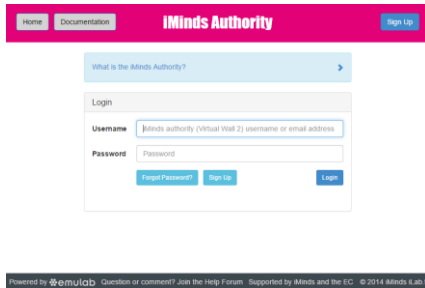 Home Documentation iMinds Authority Sign Up
What is the iMinds Authority?
Login
Username iMinds authority (Virtual Wall 2) username or email address
Password Password
Forgot Password? Sign Up Login
Powered by emulab Question or comment? Join the Help Forum Supported by iMinds and the EC © 2014 iMinds iLab